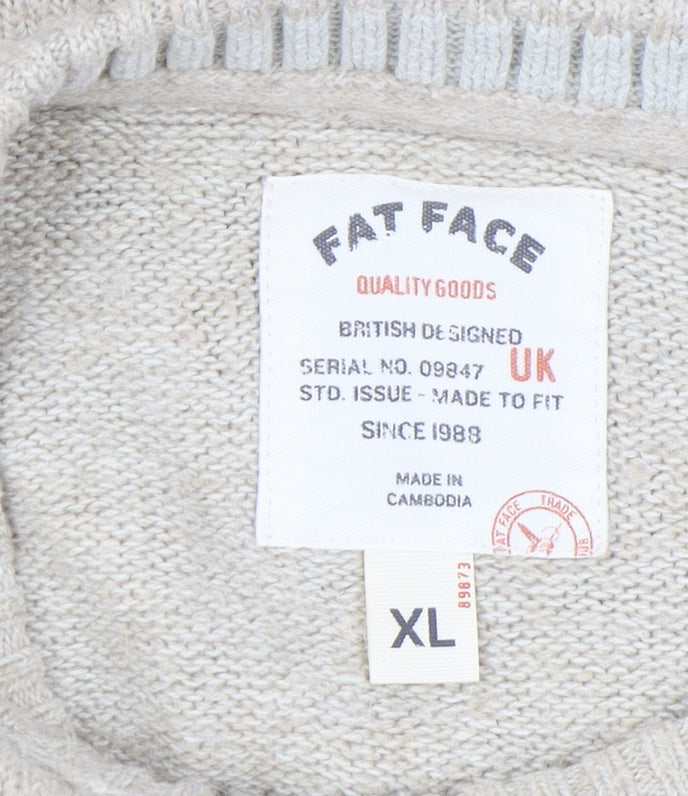 FAT FACE
QUALITY GOODS
BRITISH DESIGNED
SERIAL NO. 09847 UK
STD. ISSUE - MADE TO FIT
SINCE 1988
MADE IN
CAMBODIA
FAT FACE TRADE
89873
XL